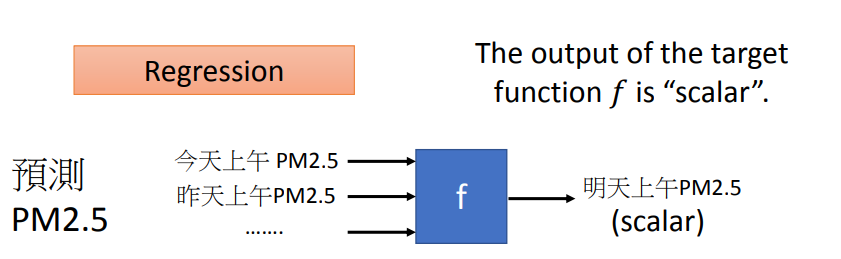 Regression
The output of the target
function f is “scalar”.
預測
PM2.5
今天上午 PM2.5
昨天上午PM2.5
.......
f
明天上午PM2.5
(scalar)